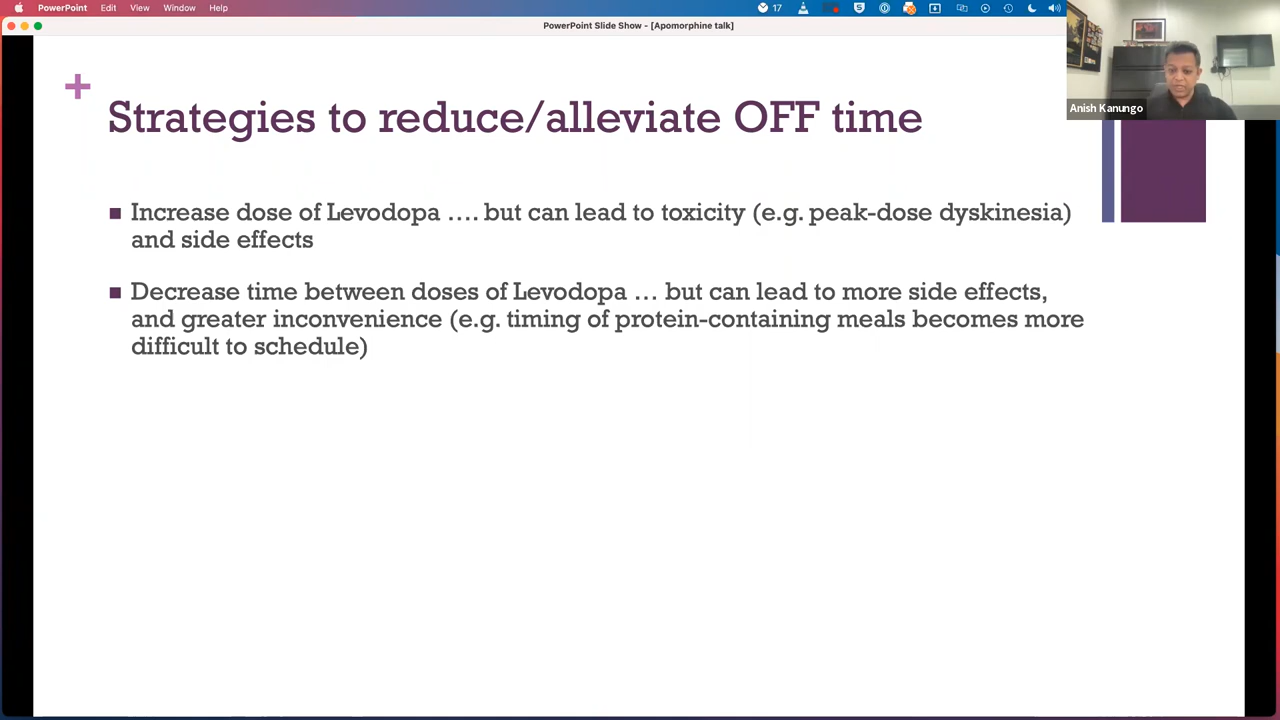 PowerPoint Edit View Window Help 17
PowerPoint Slide Show - [Apomorphine talk]
Anish Kanungo
+
Strategies to reduce/alleviate OFF time
Increase dose of Levodopa …. but can lead to toxicity (e.g. peak-dose dyskinesia)
and side effects
Decrease time between doses of Levodopa … but can lead to more side effects,
and greater inconvenience (e.g. timing of protein-containing meals becomes more
difficult to schedule)